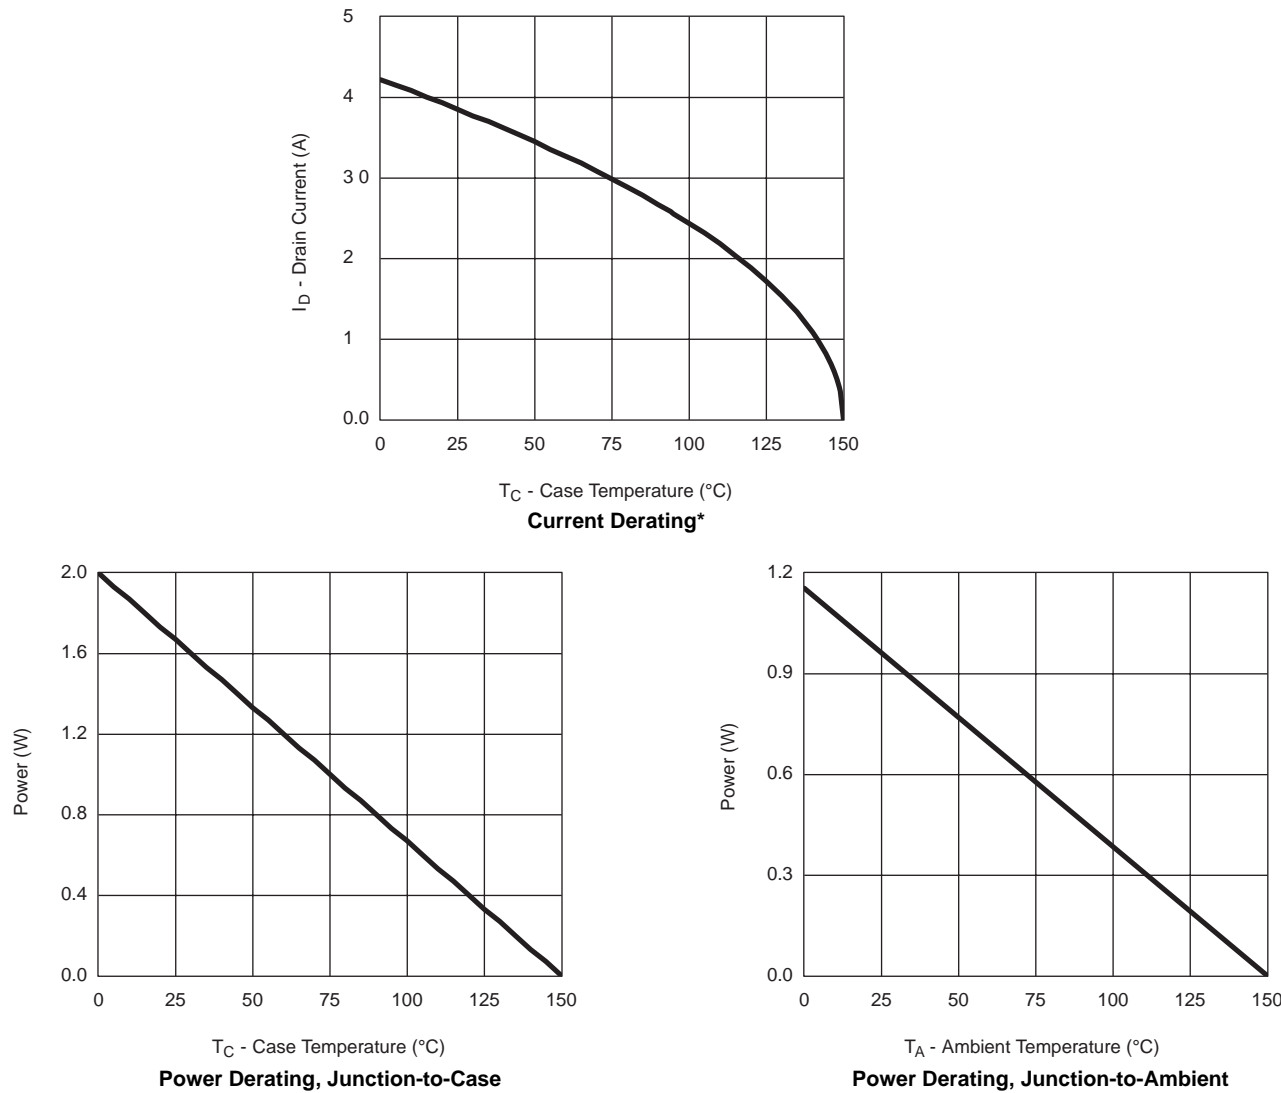 5
4
3 0
2
1
0.0
I_D - Drain Current (A)
0 25 50 75 100 125 150
T_C - Case Temperature (°C)
Current Derating*
2.0
1.6
1.2
0.8
0.4
0.0
Power (W)
0 25 50 75 100 125 150
T_C - Case Temperature (°C)
Power Derating, Junction-to-Case
1.2
0.9
0.6
0.3
0.0
Power (W)
0 25 50 75 100 125 150
T_A - Ambient Temperature (°C)
Power Derating, Junction-to-Ambient